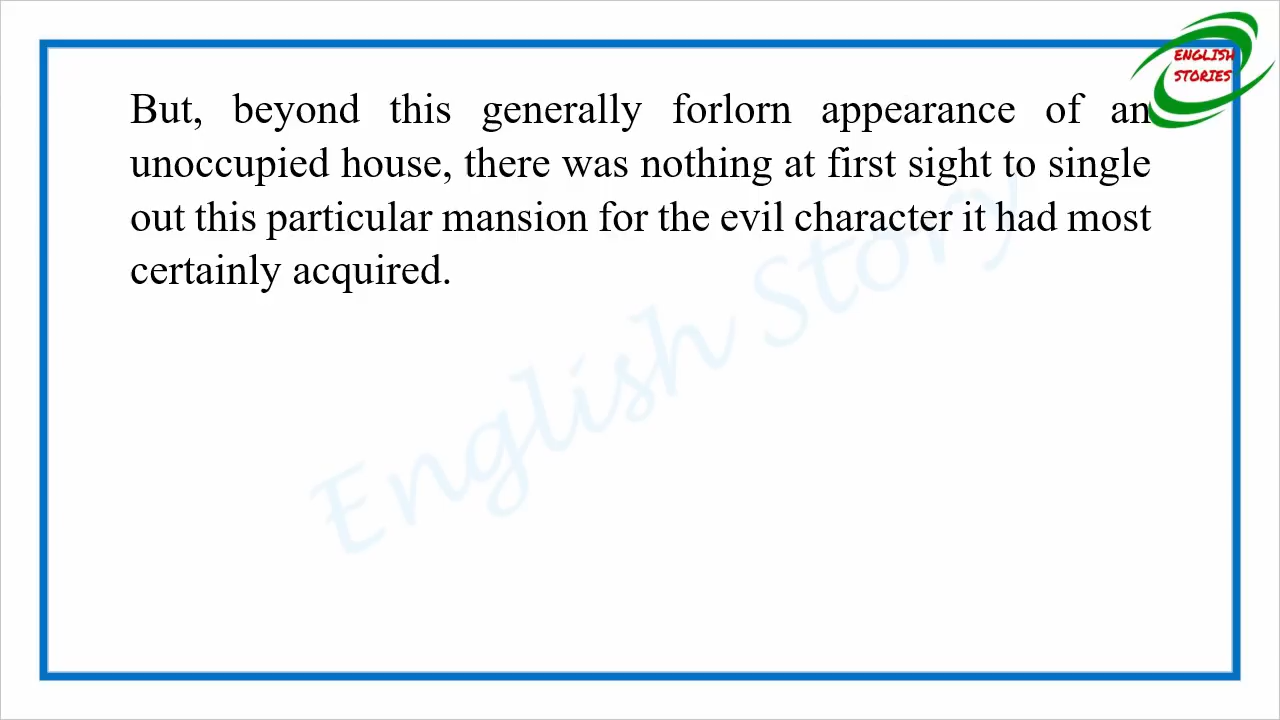 ENGLISH
STORIES
But, beyond this generally forlorn appearance of an
unoccupied house, there was nothing at first sight to single
out this particular mansion for the evil character it had most
certainly acquired.
English Story